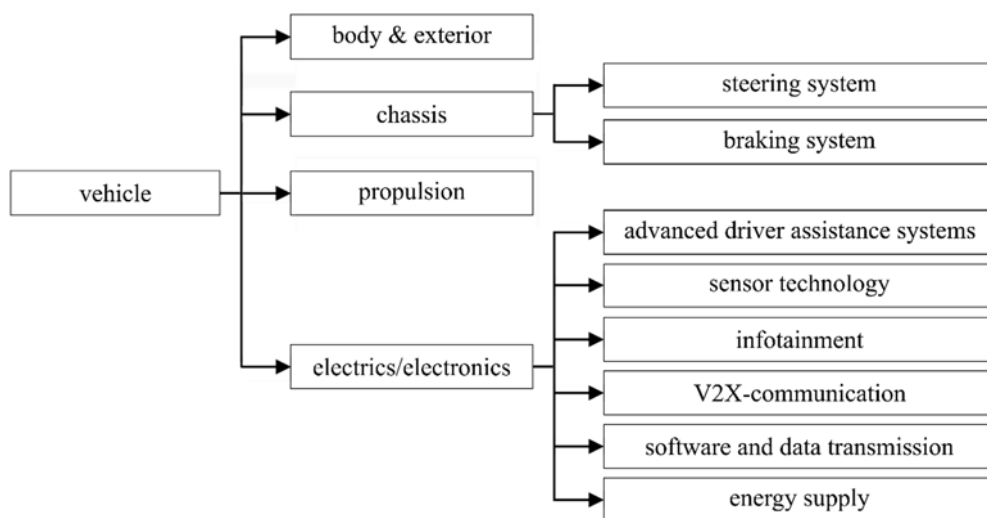 body & exterior
steering system
chassis
braking system
vehicle
propulsion
advanced driver assistance systems
sensor technology
infotainment
electrics/electronics
V2X-communication
software and data transmission
energy supply